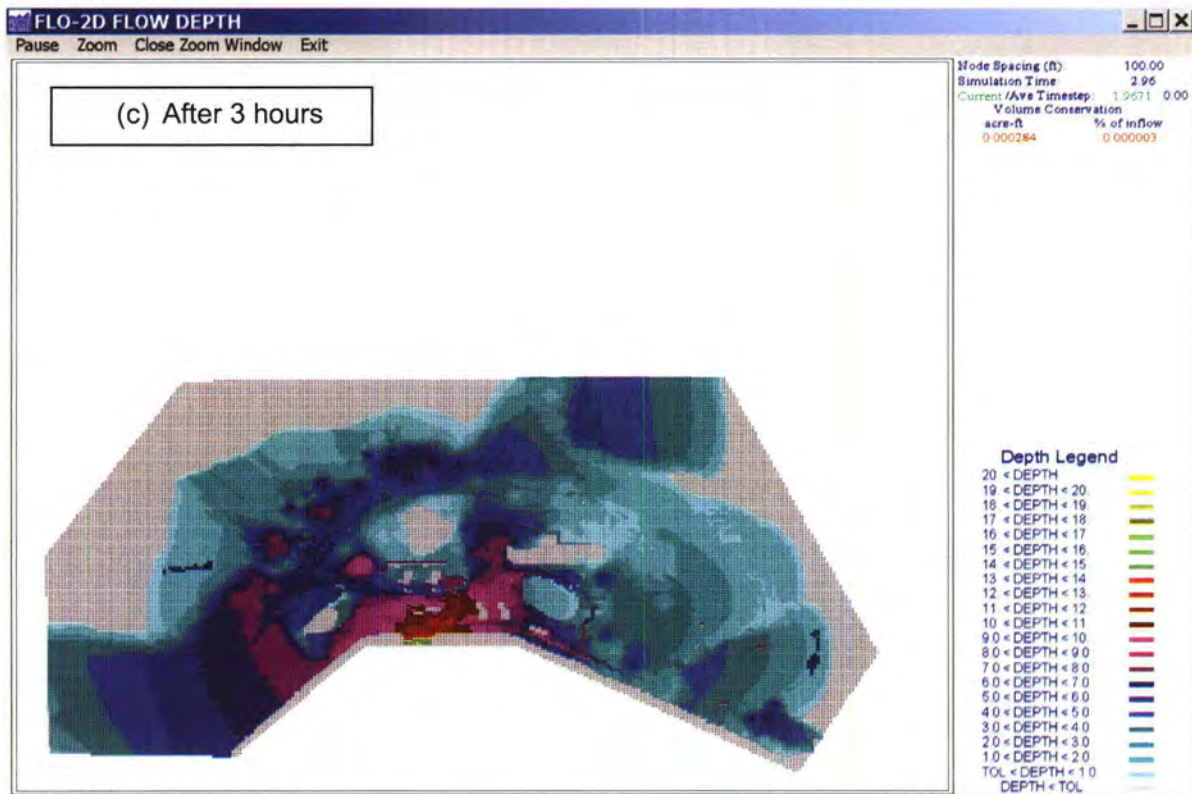 FLO-2D FLOW DEPTH
Pause Zoom Close Zoom Window Exit
(c) After 3 hours
Node Spacing (ft) 100.00
Simulation Time 2.96
Current /Ave Timestep: 1.9671 0.00
Volume Conservation
acre-ft % of inflow
0.000284 0.000003
Depth Legend
20 < DEPTH
19 < DEPTH < 20.
18 < DEPTH < 19.
17 < DEPTH < 18.
16 < DEPTH < 17
15 < DEPTH < 16.
14 < DEPTH < 15
13 < DEPTH < 14
12 < DEPTH < 13.
11 < DEPTH < 12
10 < DEPTH < 11
9.0 < DEPTH < 10.
8.0 < DEPTH < 9.0
7.0 < DEPTH < 8.0
6.0 < DEPTH < 7.0
5.0 < DEPTH < 6.0
4.0 < DEPTH < 5.0
3.0 < DEPTH < 4.0
2.0 < DEPTH < 3.0
1.0 < DEPTH < 2.0
TOL < DEPTH < 1.0
DEPTH < TOL